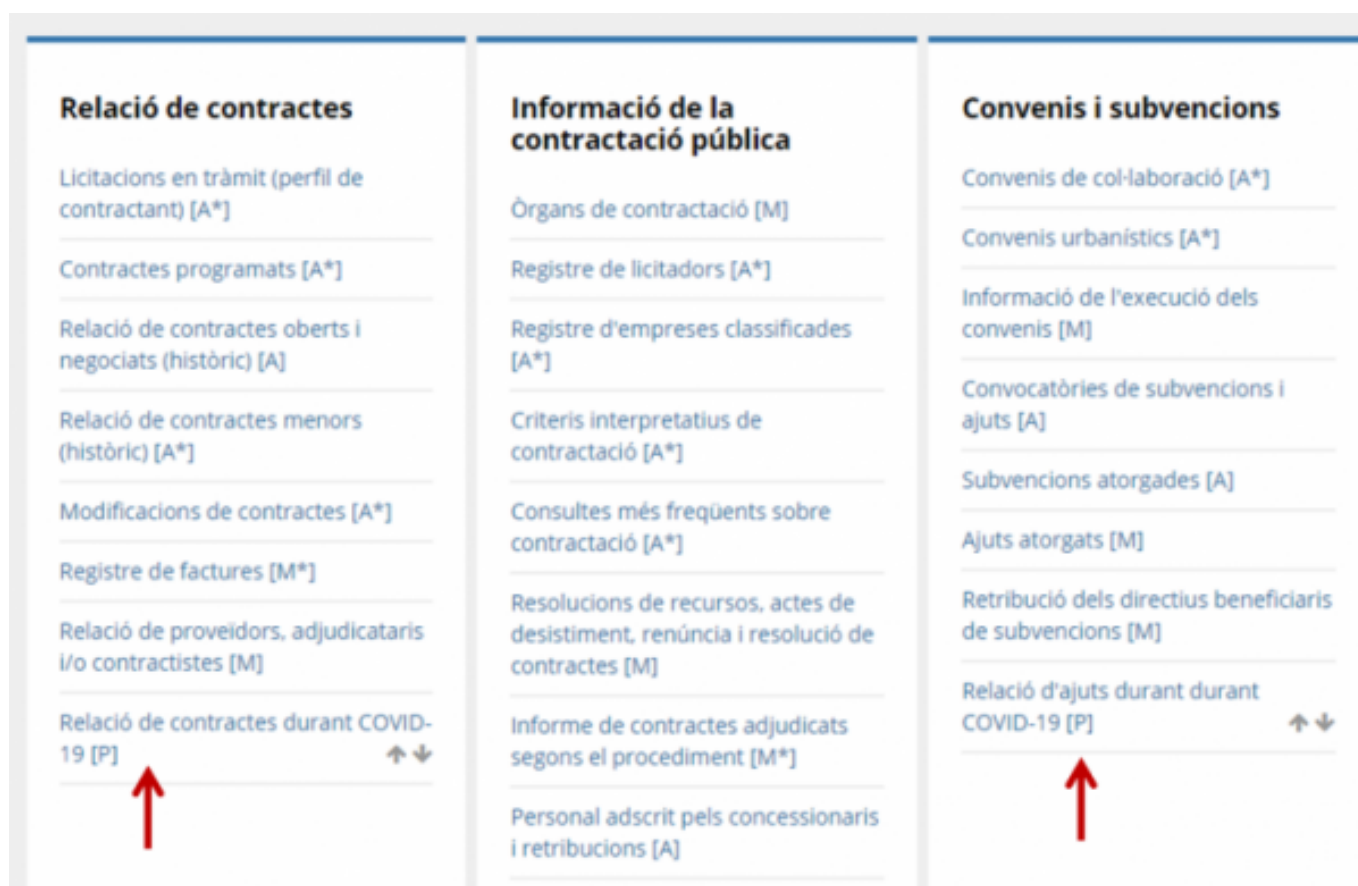 Relació de contractes
Licitacions en tràmit (perfil de
contractant) [A*]
Contractes programats [A*]
Relació de contractes oberts i
negociats (històric) [A]
Relació de contractes menors
(històric) [A*]
Modificacions de contractes [A*]
Registre de factures [M*]
Relació de proveïdors, adjudicataris
i/o contractistes [M]
Relació de contractes durant COVID-
19 [P]
Informació de la
contractació pública
Òrgans de contractació [M]
Registre de licitadors [A*]
Registre d'empreses classificades
[A*]
Criteris interpretatius de
contractació [A*]
Consultes més freqüents sobre
contractació [A*]
Resolucions de recursos, actes de
desistiment, renúncia i resolució de
contractes [M]
Informe de contractes adjudicats
segons el procediment [M*]
Personal adscrit pels concessionaris
i retribucions [A]
Convenis i subvencions
Convenis de col·laboració [A*]
Convenis urbanístics [A*]
Informació de l'execució dels
convenis [M]
Convocatòries de subvencions i
ajuts [A]
Subvencions atorgades [A]
Ajuts atorgats [M]
Retribució dels directius beneficiaris
de subvencions [M]
Relació d'ajuts durant durant
COVID-19 [P]